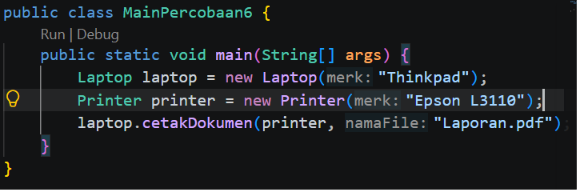 public class MainPercobaan6 {
Run | Debug
public static void main(String[] args) {
Laptop laptop = new Laptop(merk: "Thinkpad");
Printer printer = new Printer(merk: "Epson L3110");
laptop.cetakDokumen(printer, namaFile: "Laporan.pdf");
}
}